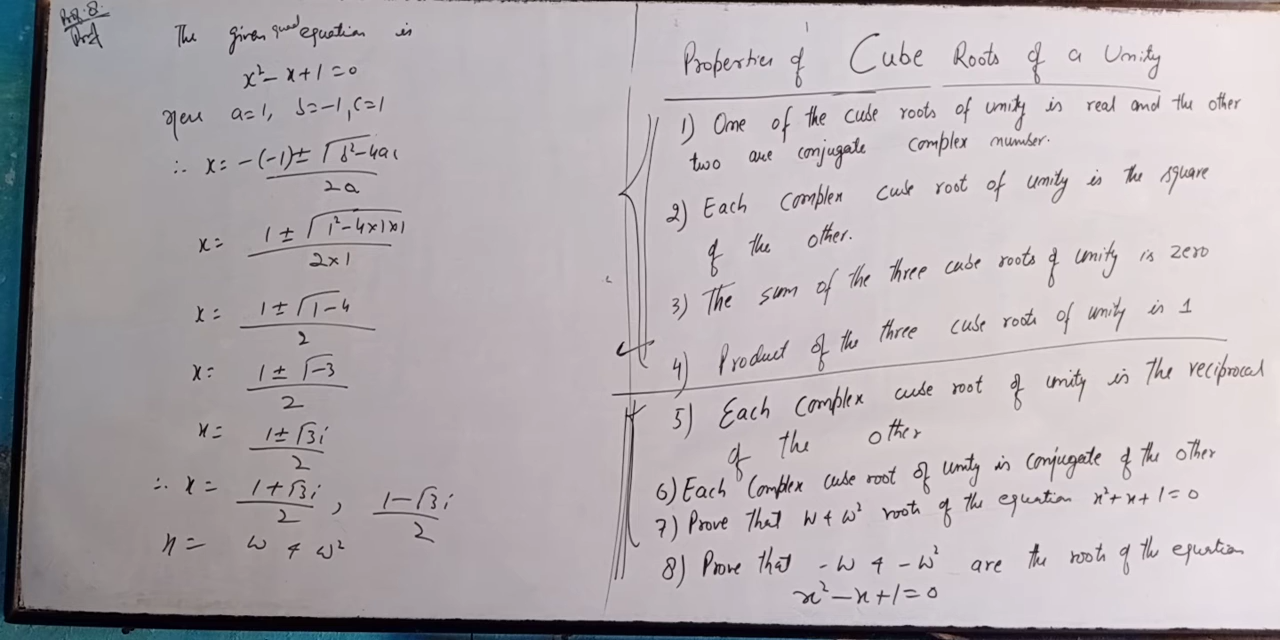 Prop. 8.
Proof
The given quad equation is
x² - x + 1 = 0
Here a=1, b=-1, c=1
∴ x = -(-1) ± √b²-4ac / 2a
x = 1 ± √1²-4×1×1 / 2×1
x = 1 ± √1-4 / 2
x = 1 ± √-3 / 2
x = 1 ± √3i / 2
∴ x = 1+√3i / 2 , 1-√3i / 2
x = ω & ω²
Properties of Cube Roots of a Unity
1) One of the cube roots of unity is real and the other
two are conjugate complex number.
2) Each Complex cube root of unity is the square
of the other.
3) The sum of the three cube roots of unity is zero
4) Product of the three cube roots of unity is 1
5) Each Complex cube root of unity is the reciprocal
of the other
6) Each Complex cube root of unity is conjugate of the other
7) Prove that ω & ω² roots of the equation x²+x+1=0
8) Prove that -ω & -ω² are the roots of the equation
x²-x+1=0